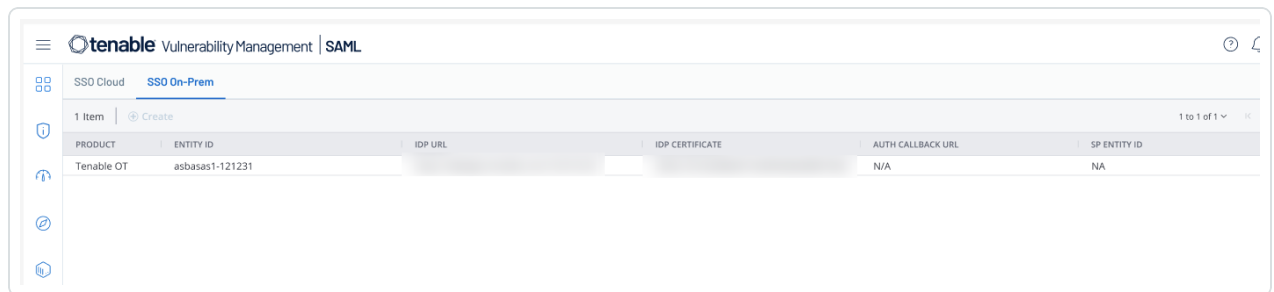 tenable Vulnerability Management | SAML
SSO Cloud SSO On-Prem
1 Item | Create 1 to 1 of 1
PRODUCT ENTITY ID IDP URL IDP CERTIFICATE AUTH CALLBACK URL SP ENTITY ID
Tenable OT asbasas1-121231 N/A NA